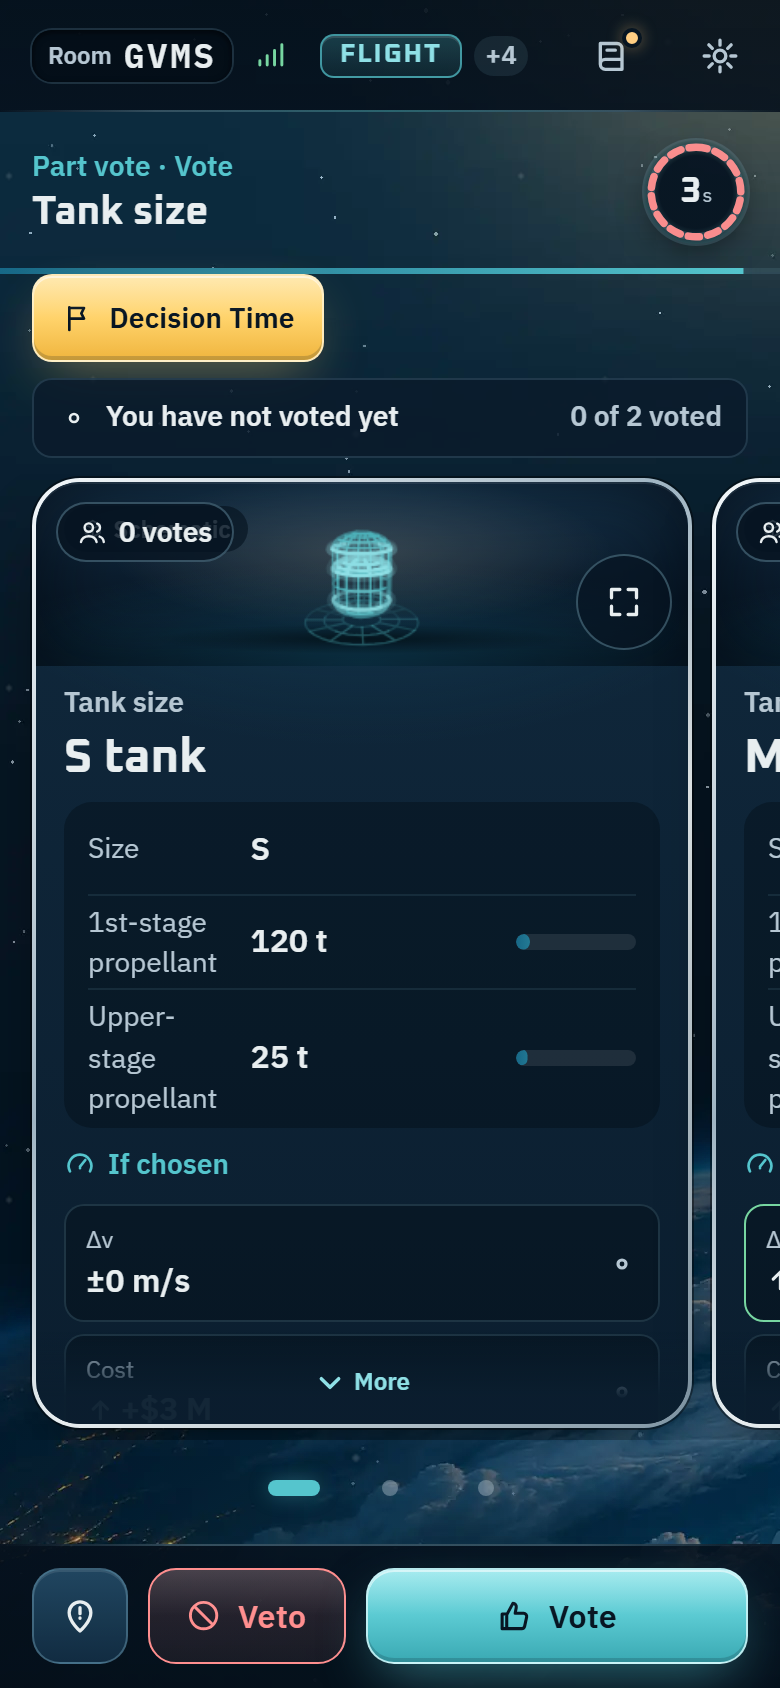 Room GVMS
FLIGHT
+4
Part vote · Vote
Tank size
3s
Decision Time
You have not voted yet
0 of 2 voted
Schematic
0 votes
Tank size
S tank
Size S
1st-stage
propellant
120 t
Upper-
stage
propellant
25 t
If chosen
Δv
±0 m/s
Cost
↑ +$3 M
More
Veto
Vote